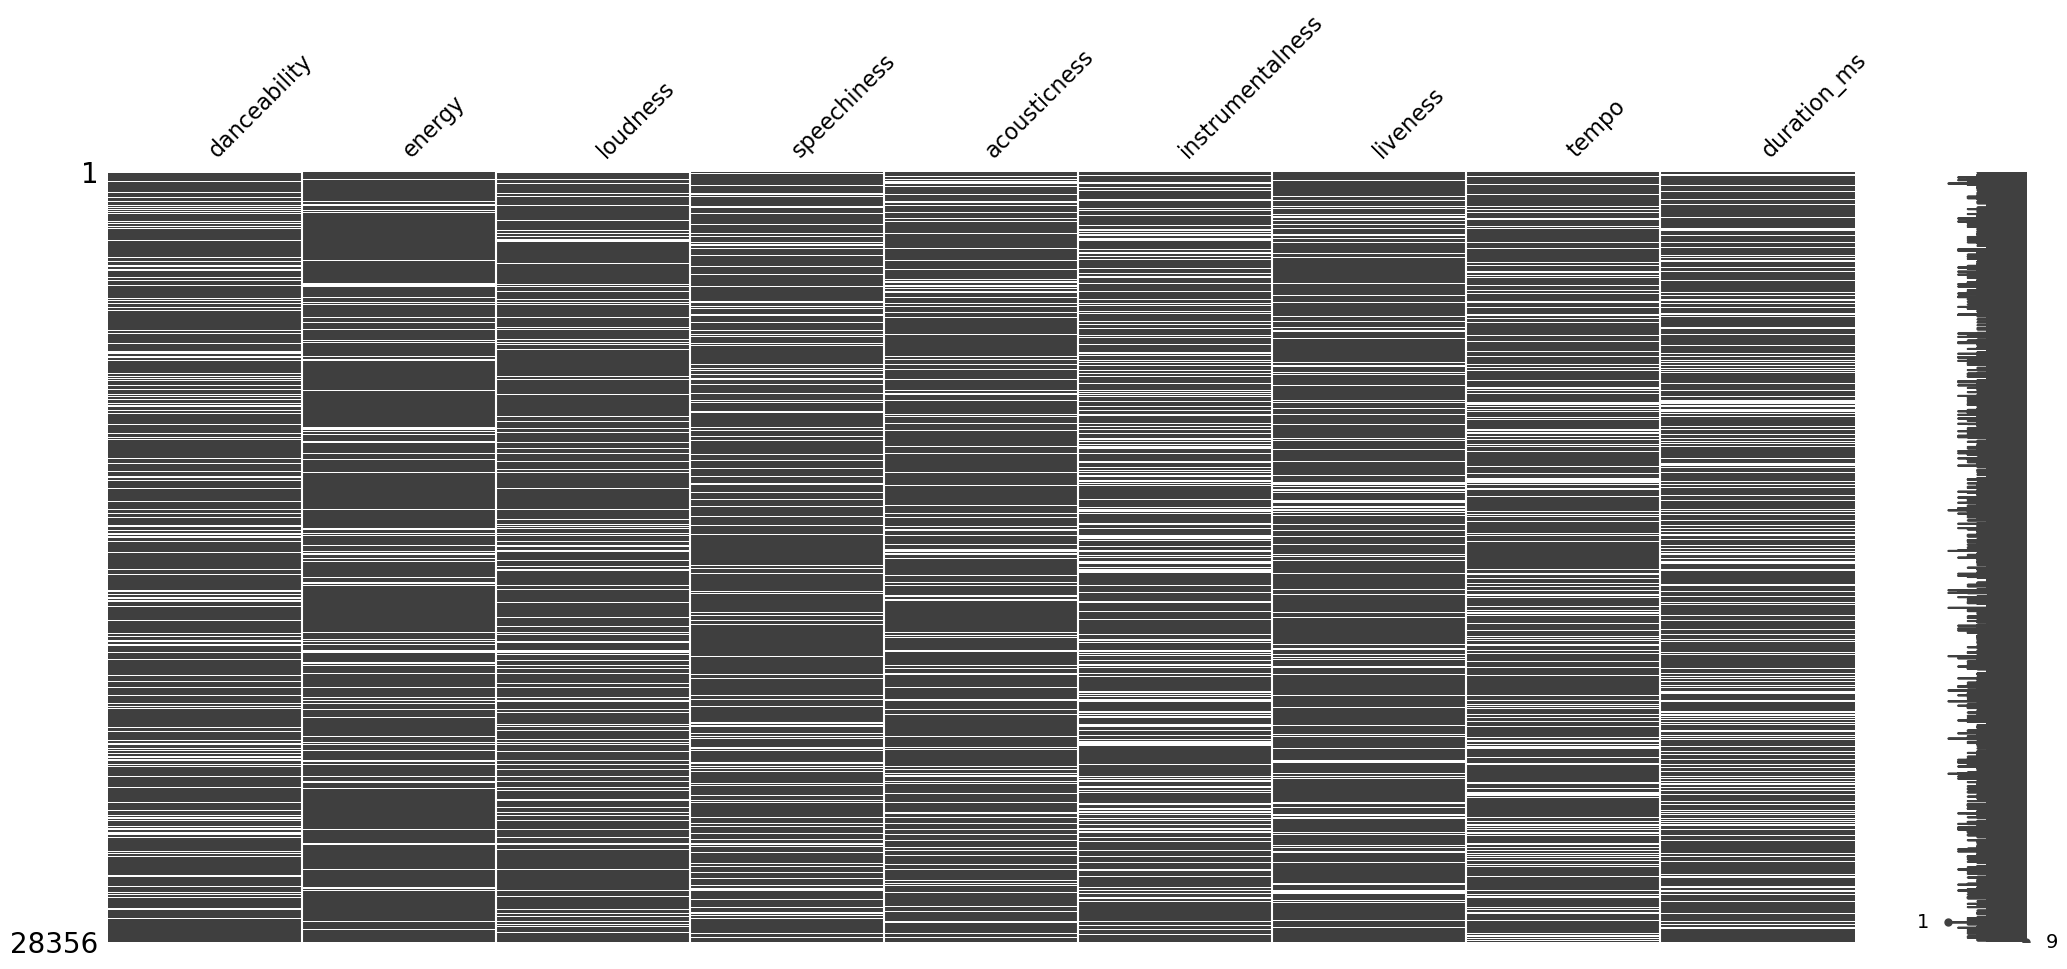 danceability
energy
loudness
speechiness
acousticness
instrumentalness
liveness
tempo
duration_ms
1
28356
1
9